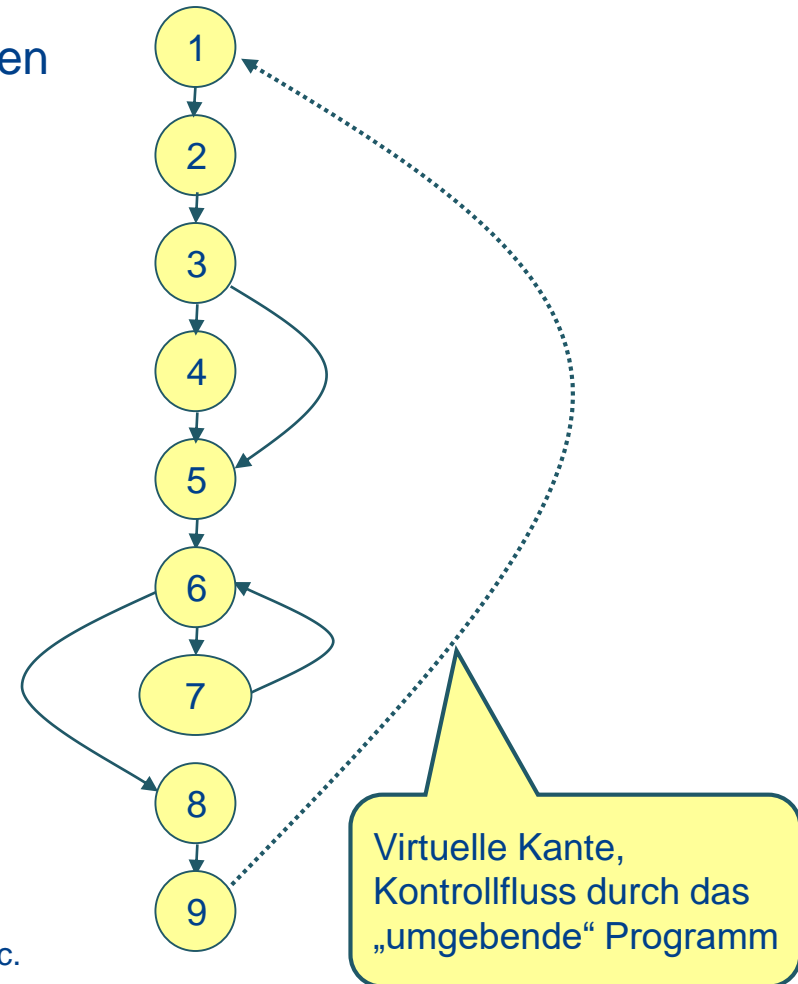 en
1
2
3
4
5
6
7
8
9
Virtuelle Kante,
Kontrollfluss durch das
„umgebende“ Programm
c.